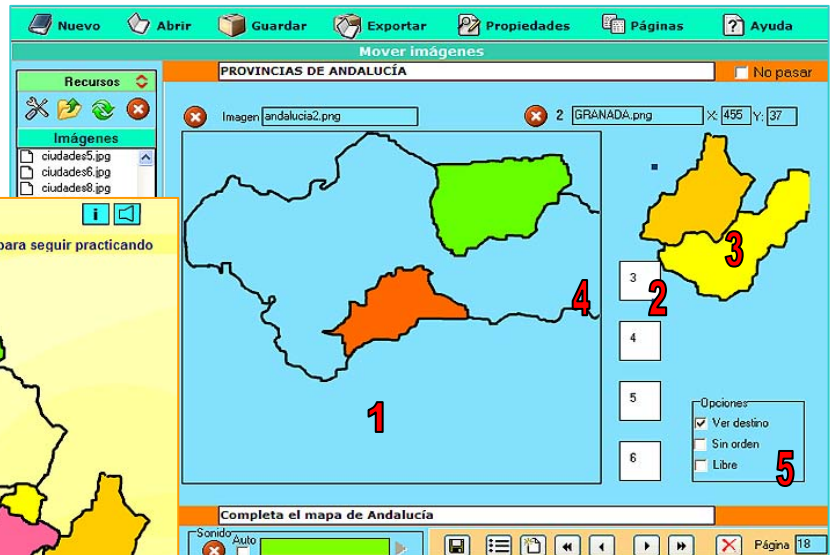 Nuevo Abrir Guardar Exportar Propiedades Páginas Ayuda
Mover imágenes
Recursos
PROVINCIAS DE ANDALUCÍA
No pasar
Imagen andalucia2.png
2 GRANADA.png X: 455 Y: 37
Imágenes
ciudades5.jpg
ciudades6.jpg
ciudades8.jpg
i
para seguir practicando
3
4
3
2
4
1
5
Opciones
Ver destino
Sin orden
Libre
5
6
Completa el mapa de Andalucía
Sonido
Auto
Página 18